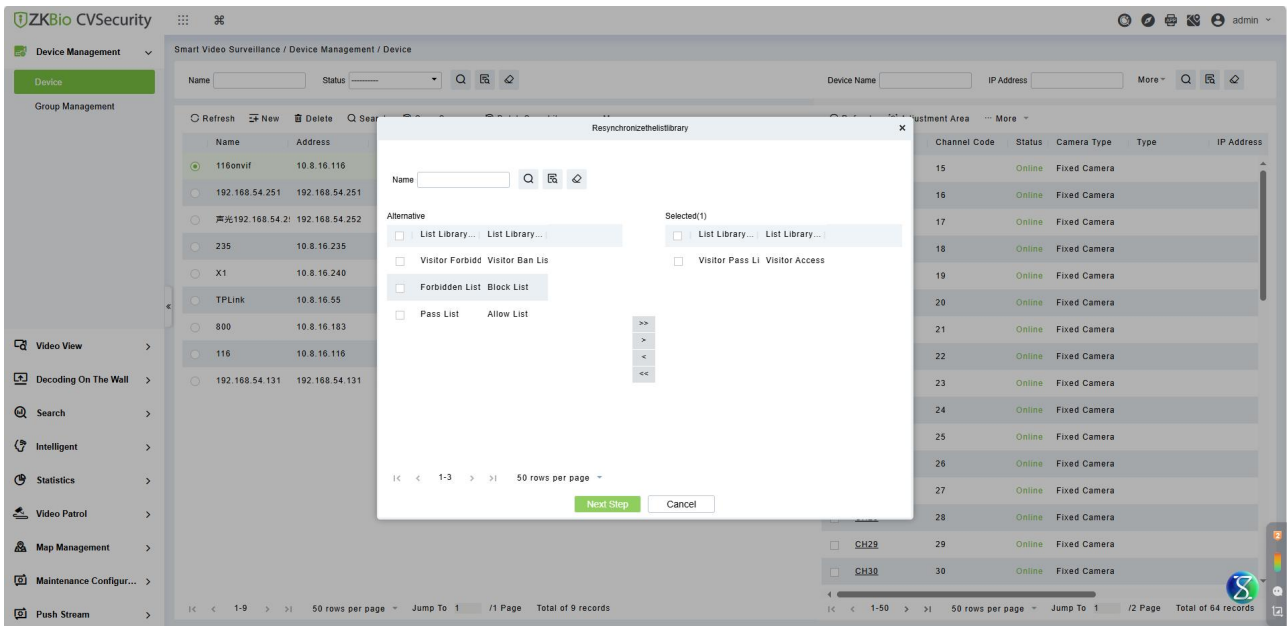 ZKBio CVSecurity
admin
Device Management
Smart Video Surveillance / Device Management / Device
Device
Group Management
Name
Status ----------
Device Name
IP Address
More
Refresh New Delete
Adjustment Area ··· More
Name Address
Channel Code Status Camera Type Type IP Address
116onvif 10.8.16.116
192.168.54.251 192.168.54.251
声光192.168.54.2 192.168.54.252
235 10.8.16.235
X1 10.8.16.240
TPLink 10.8.16.55
800 10.8.16.183
116 10.8.16.116
192.168.54.131 192.168.54.131
Resynchronizethelistlibrary
×
Name
Alternative
List Library... List Library...
Visitor Forbidd Visitor Ban Lis
Forbidden List Block List
Pass List Allow List
>>
>
<
<<
Selected(1)
List Library... List Library...
Visitor Pass Li Visitor Access
1-3 50 rows per page
Next Step Cancel
15 Online Fixed Camera
16 Online Fixed Camera
17 Online Fixed Camera
18 Online Fixed Camera
19 Online Fixed Camera
20 Online Fixed Camera
21 Online Fixed Camera
22 Online Fixed Camera
23 Online Fixed Camera
24 Online Fixed Camera
25 Online Fixed Camera
26 Online Fixed Camera
27 Online Fixed Camera
28 Online Fixed Camera
CH29 29 Online Fixed Camera
CH30 30 Online Fixed Camera
Video View
Decoding On The Wall
Search
Intelligent
Statistics
Video Patrol
Map Management
Maintenance Configur...
Push Stream
1-9 50 rows per page Jump To 1 /1 Page Total of 9 records
1-50 50 rows per page Jump To 1 /2 Page Total of 64 records